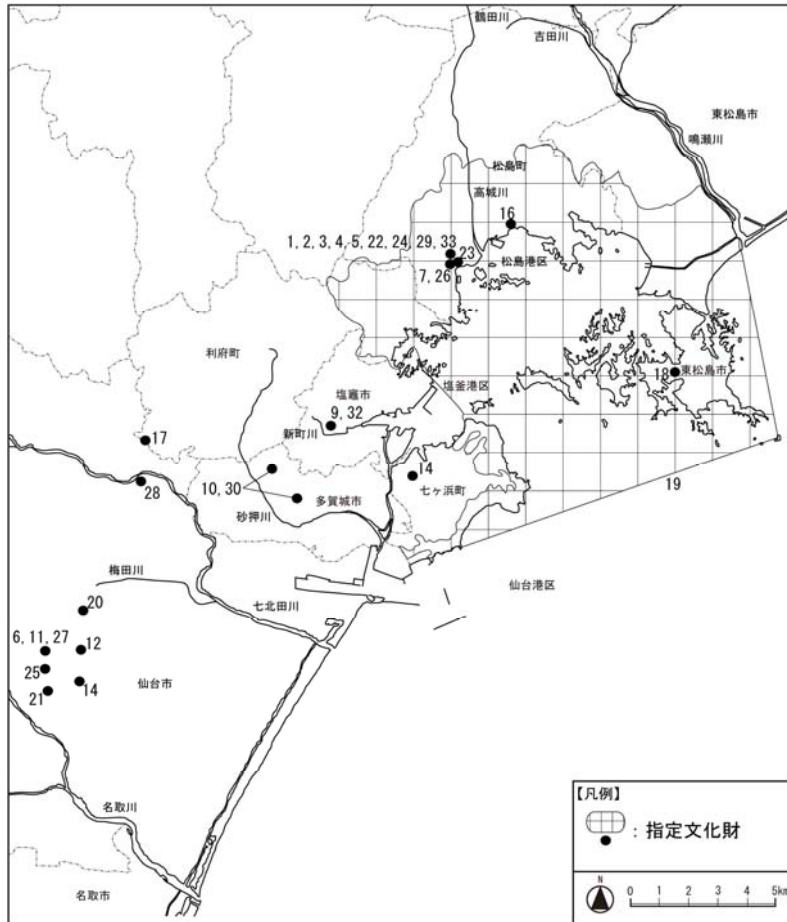 鶴田川
吉田川
東松島市
鳴瀬川
松島町
高城川
16
1, 2, 3, 4, 5, 22, 24, 29, 33
23
松島港区
7, 26
利府町
塩竈市
塩釜港区
18
東松島市
9, 32
新町川
17
14
七ヶ浜町
28
10, 30
多賀城市
19
砂押川
梅田川
仙台港区
七北田川
20
6, 11, 27
12
25
14
仙台市
21
名取川
名取市
【凡例】
：指定文化財
N
0 1 2 3 4 5km